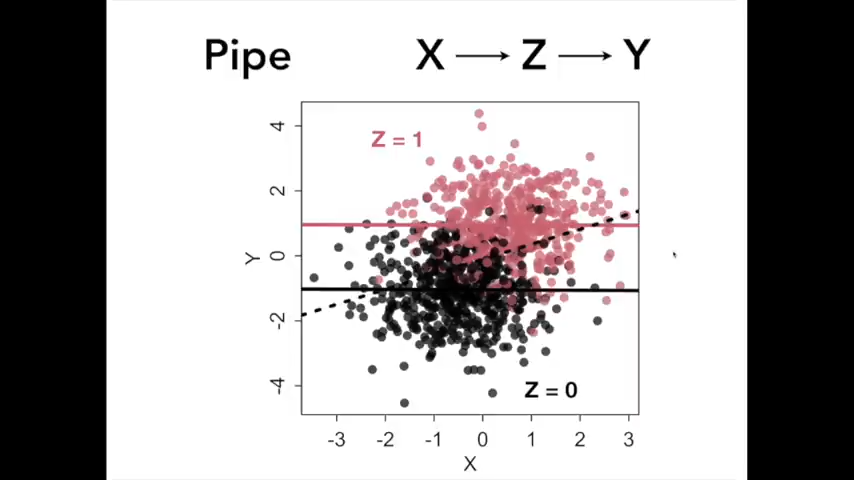 Pipe X → Z → Y
Z = 1
4
2
0
-2
-4
Y
Z = 0
-3 -2 -1 0 1 2 3
X